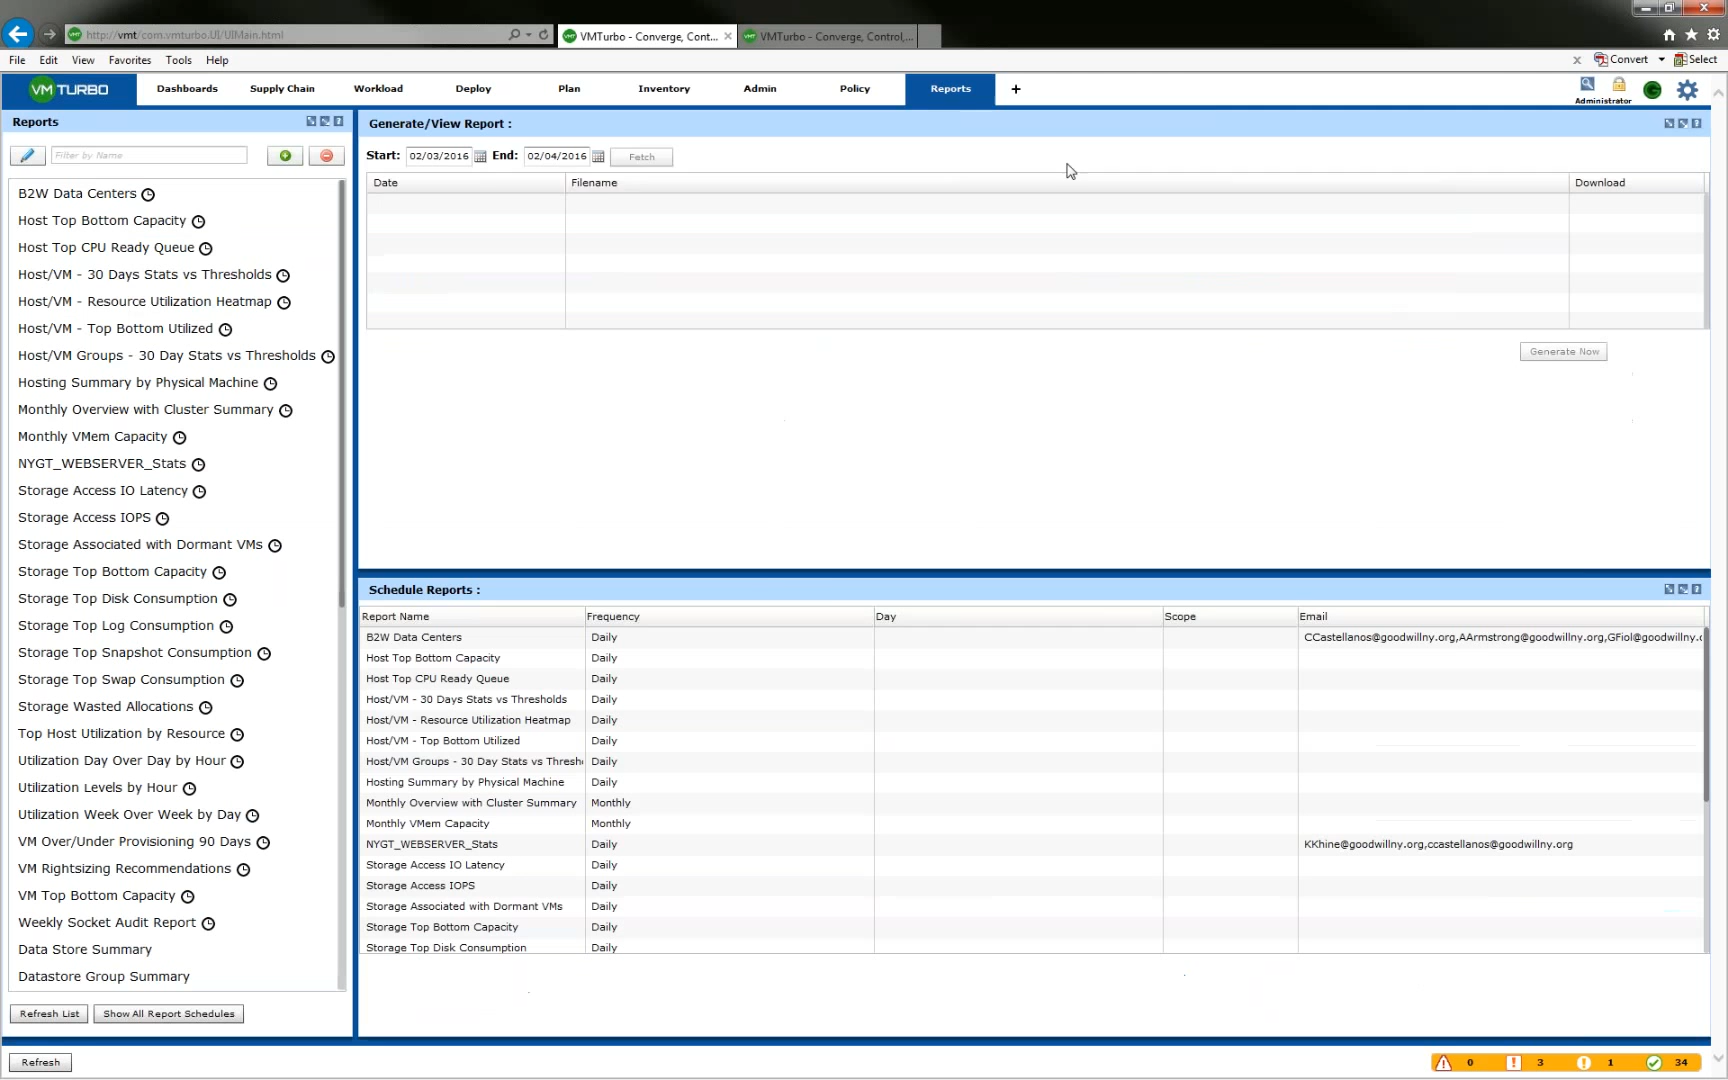 http://vmt/com.vmturbo.UI/UIMain.html
VMTurbo - Converge, Cont...
VMTurbo - Converge, Control,...
File Edit View Favorites Tools Help
Convert Select
VM TURBO Dashboards Supply Chain Workload Deploy Plan Inventory Admin Policy Reports +
Administrator
Reports
Filter by Name
B2W Data Centers
Host Top Bottom Capacity
Host Top CPU Ready Queue
Host/VM - 30 Days Stats vs Thresholds
Host/VM - Resource Utilization Heatmap
Host/VM - Top Bottom Utilized
Host/VM Groups - 30 Day Stats vs Thresholds
Hosting Summary by Physical Machine
Monthly Overview with Cluster Summary
Monthly VMem Capacity
NYGT_WEBSERVER_Stats
Storage Access IO Latency
Storage Access IOPS
Storage Associated with Dormant VMs
Storage Top Bottom Capacity
Storage Top Disk Consumption
Storage Top Log Consumption
Storage Top Snapshot Consumption
Storage Top Swap Consumption
Storage Wasted Allocations
Top Host Utilization by Resource
Utilization Day Over Day by Hour
Utilization Levels by Hour
Utilization Week Over Week by Day
VM Over/Under Provisioning 90 Days
VM Rightsizing Recommendations
VM Top Bottom Capacity
Weekly Socket Audit Report
Data Store Summary
Datastore Group Summary
Refresh List Show All Report Schedules
Generate/View Report :
Start: 02/03/2016 End: 02/04/2016 Fetch
Date Filename Download
Generate Now
Schedule Reports :
Report Name Frequency Day Scope Email
B2W Data Centers Daily CCastellanos@goodwillny.org,AArmstrong@goodwillny.org,GFiol@goodwillny.c
Host Top Bottom Capacity Daily
Host Top CPU Ready Queue Daily
Host/VM - 30 Days Stats vs Thresholds Daily
Host/VM - Resource Utilization Heatmap Daily
Host/VM - Top Bottom Utilized Daily
Host/VM Groups - 30 Day Stats vs Thresh Daily
Hosting Summary by Physical Machine Daily
Monthly Overview with Cluster Summary Monthly
Monthly VMem Capacity Monthly
NYGT_WEBSERVER_Stats Daily KKhine@goodwillny.org,ccastellanos@goodwillny.org
Storage Access IO Latency Daily
Storage Access IOPS Daily
Storage Associated with Dormant VMs Daily
Storage Top Bottom Capacity Daily
Storage Top Disk Consumption Daily
Refresh
0 3 1 34